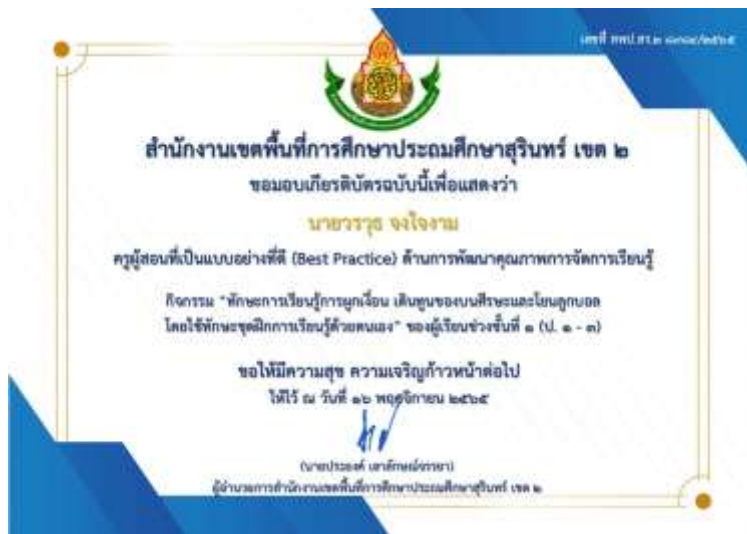 เลขที่ สพป.สร.๒
สำนักงานเขตพื้นที่การศึกษาประถมศึกษาสุรินทร์ เขต ๒
ขอมอบเกียรติบัตรฉบับนี้เพื่อแสดงว่า
นายวรวุธ จงใจงาม
ครูผู้สอนที่เป็นแบบอย่างที่ดี (Best Practice) ด้านการพัฒนาคุณภาพการจัดการเรียนรู้
กิจกรรม “ทักษะการเรียนรู้การผูกเงื่อน เดินทูนของบนศีรษะและโยนลูกบอล
โดยใช้ทักษะชุดฝึกการเรียนรู้ด้วยตนเอง” ของผู้เรียนช่วงชั้นที่ ๑ (ป. ๑ - ๓)
ขอให้มีความสุข ความเจริญก้าวหน้าต่อไป
ให้ไว้ ณ วันที่ ๑๖ พฤศจิกายน ๒๕๖๕
ผู้อำนวยการสำนักงานเขตพื้นที่การศึกษาประถมศึกษาสุรินทร์ เขต ๒